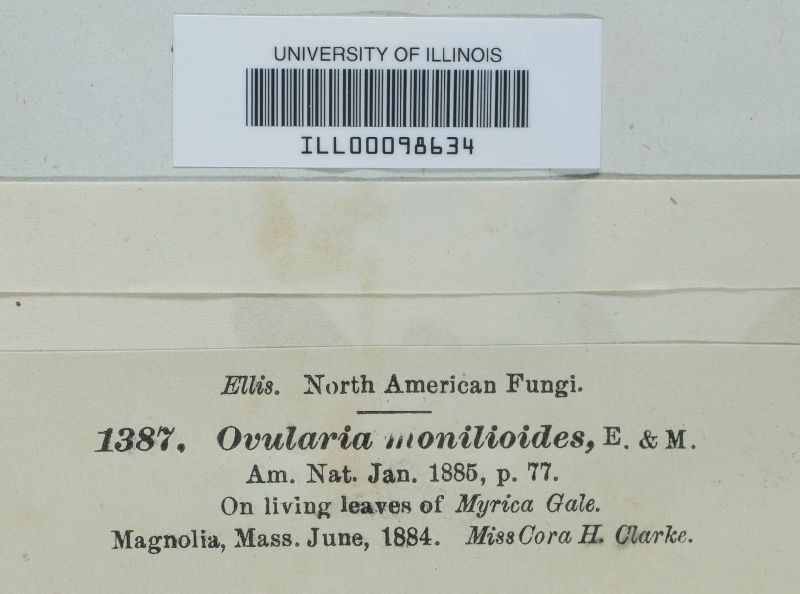 UNIVERSITY OF ILLINOIS
ILL00098634
Ellis. North American Fungi.
1387. Ovularia monilioides, E. & M.
Am. Nat. Jan. 1885, p. 77.
On living leaves of Myrica Gale.
Magnolia, Mass. June, 1884. Miss Cora H. Clarke.